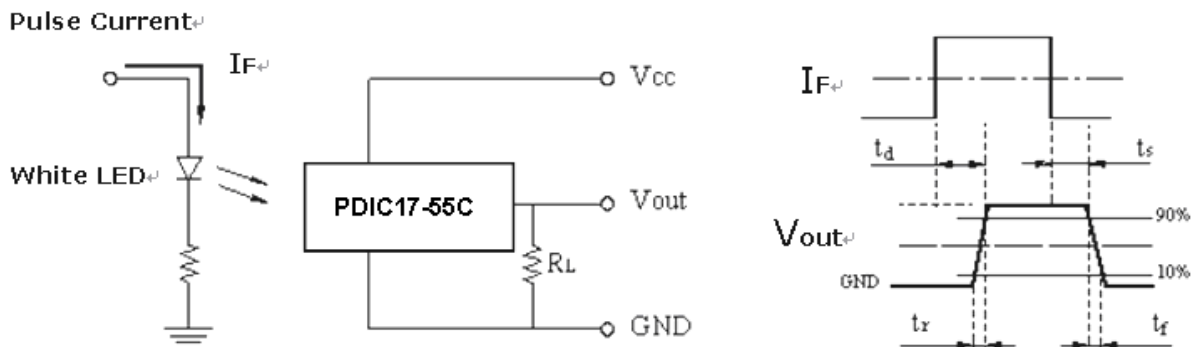 Pulse Current↵
IF↵
White LED↵
PDIC17-55C
Vcc
Vout
RL
GND
IF↵
td
ts
Vout↵
90%
10%
GND
tr
tf